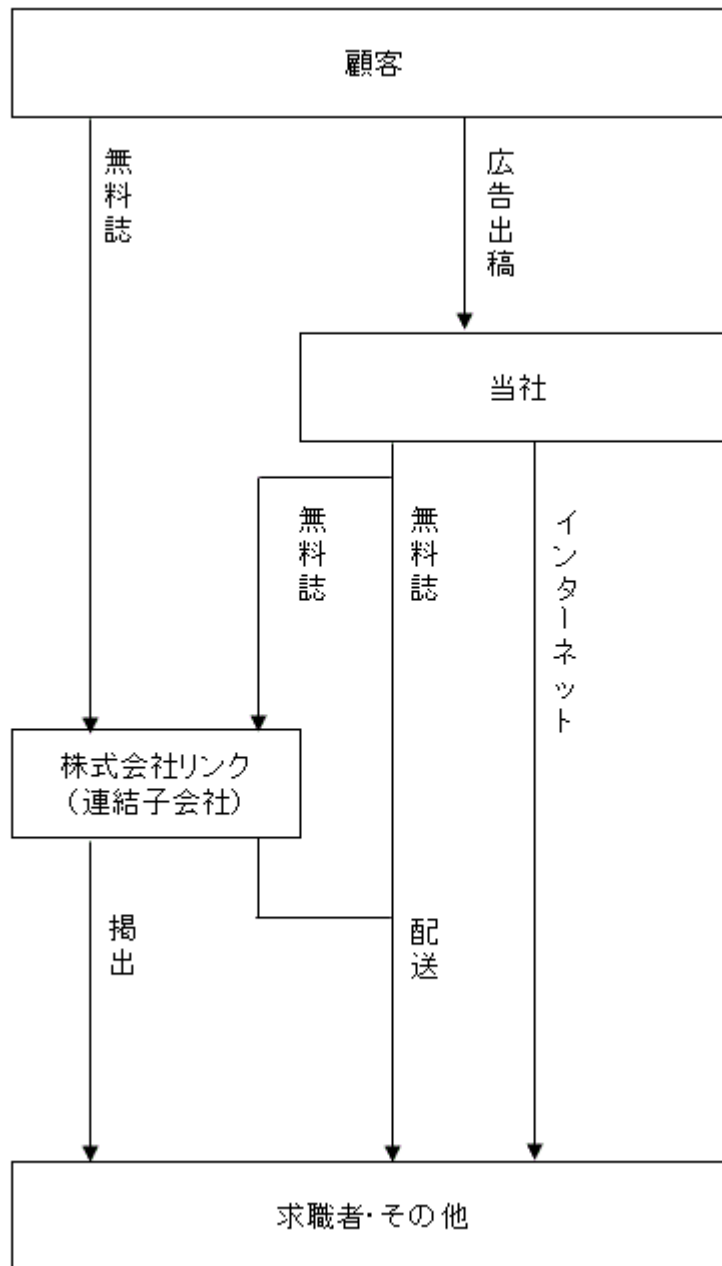 顧客
無料誌
広告出稿
当社
無料誌
無料誌
インターネット
株式会社リンク
（連結子会社）
掲出
配送
求職者・その他